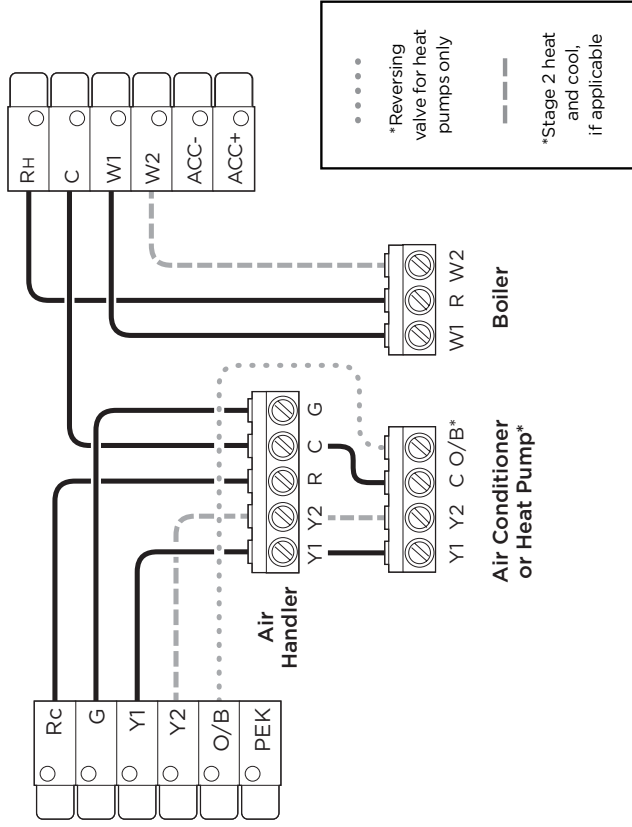 Rc
G
Y1
Y2
O/B
PEK
RH
C
W1
W2
ACC-
ACC+
Air
Handler
Y1 Y2 R C G
W1 R W2
Boiler
Y1 Y2 C O/B*
Air Conditioner
or Heat Pump*
*Reversing
valve for heat
pumps only
*Stage 2 heat
and cool,
if applicable